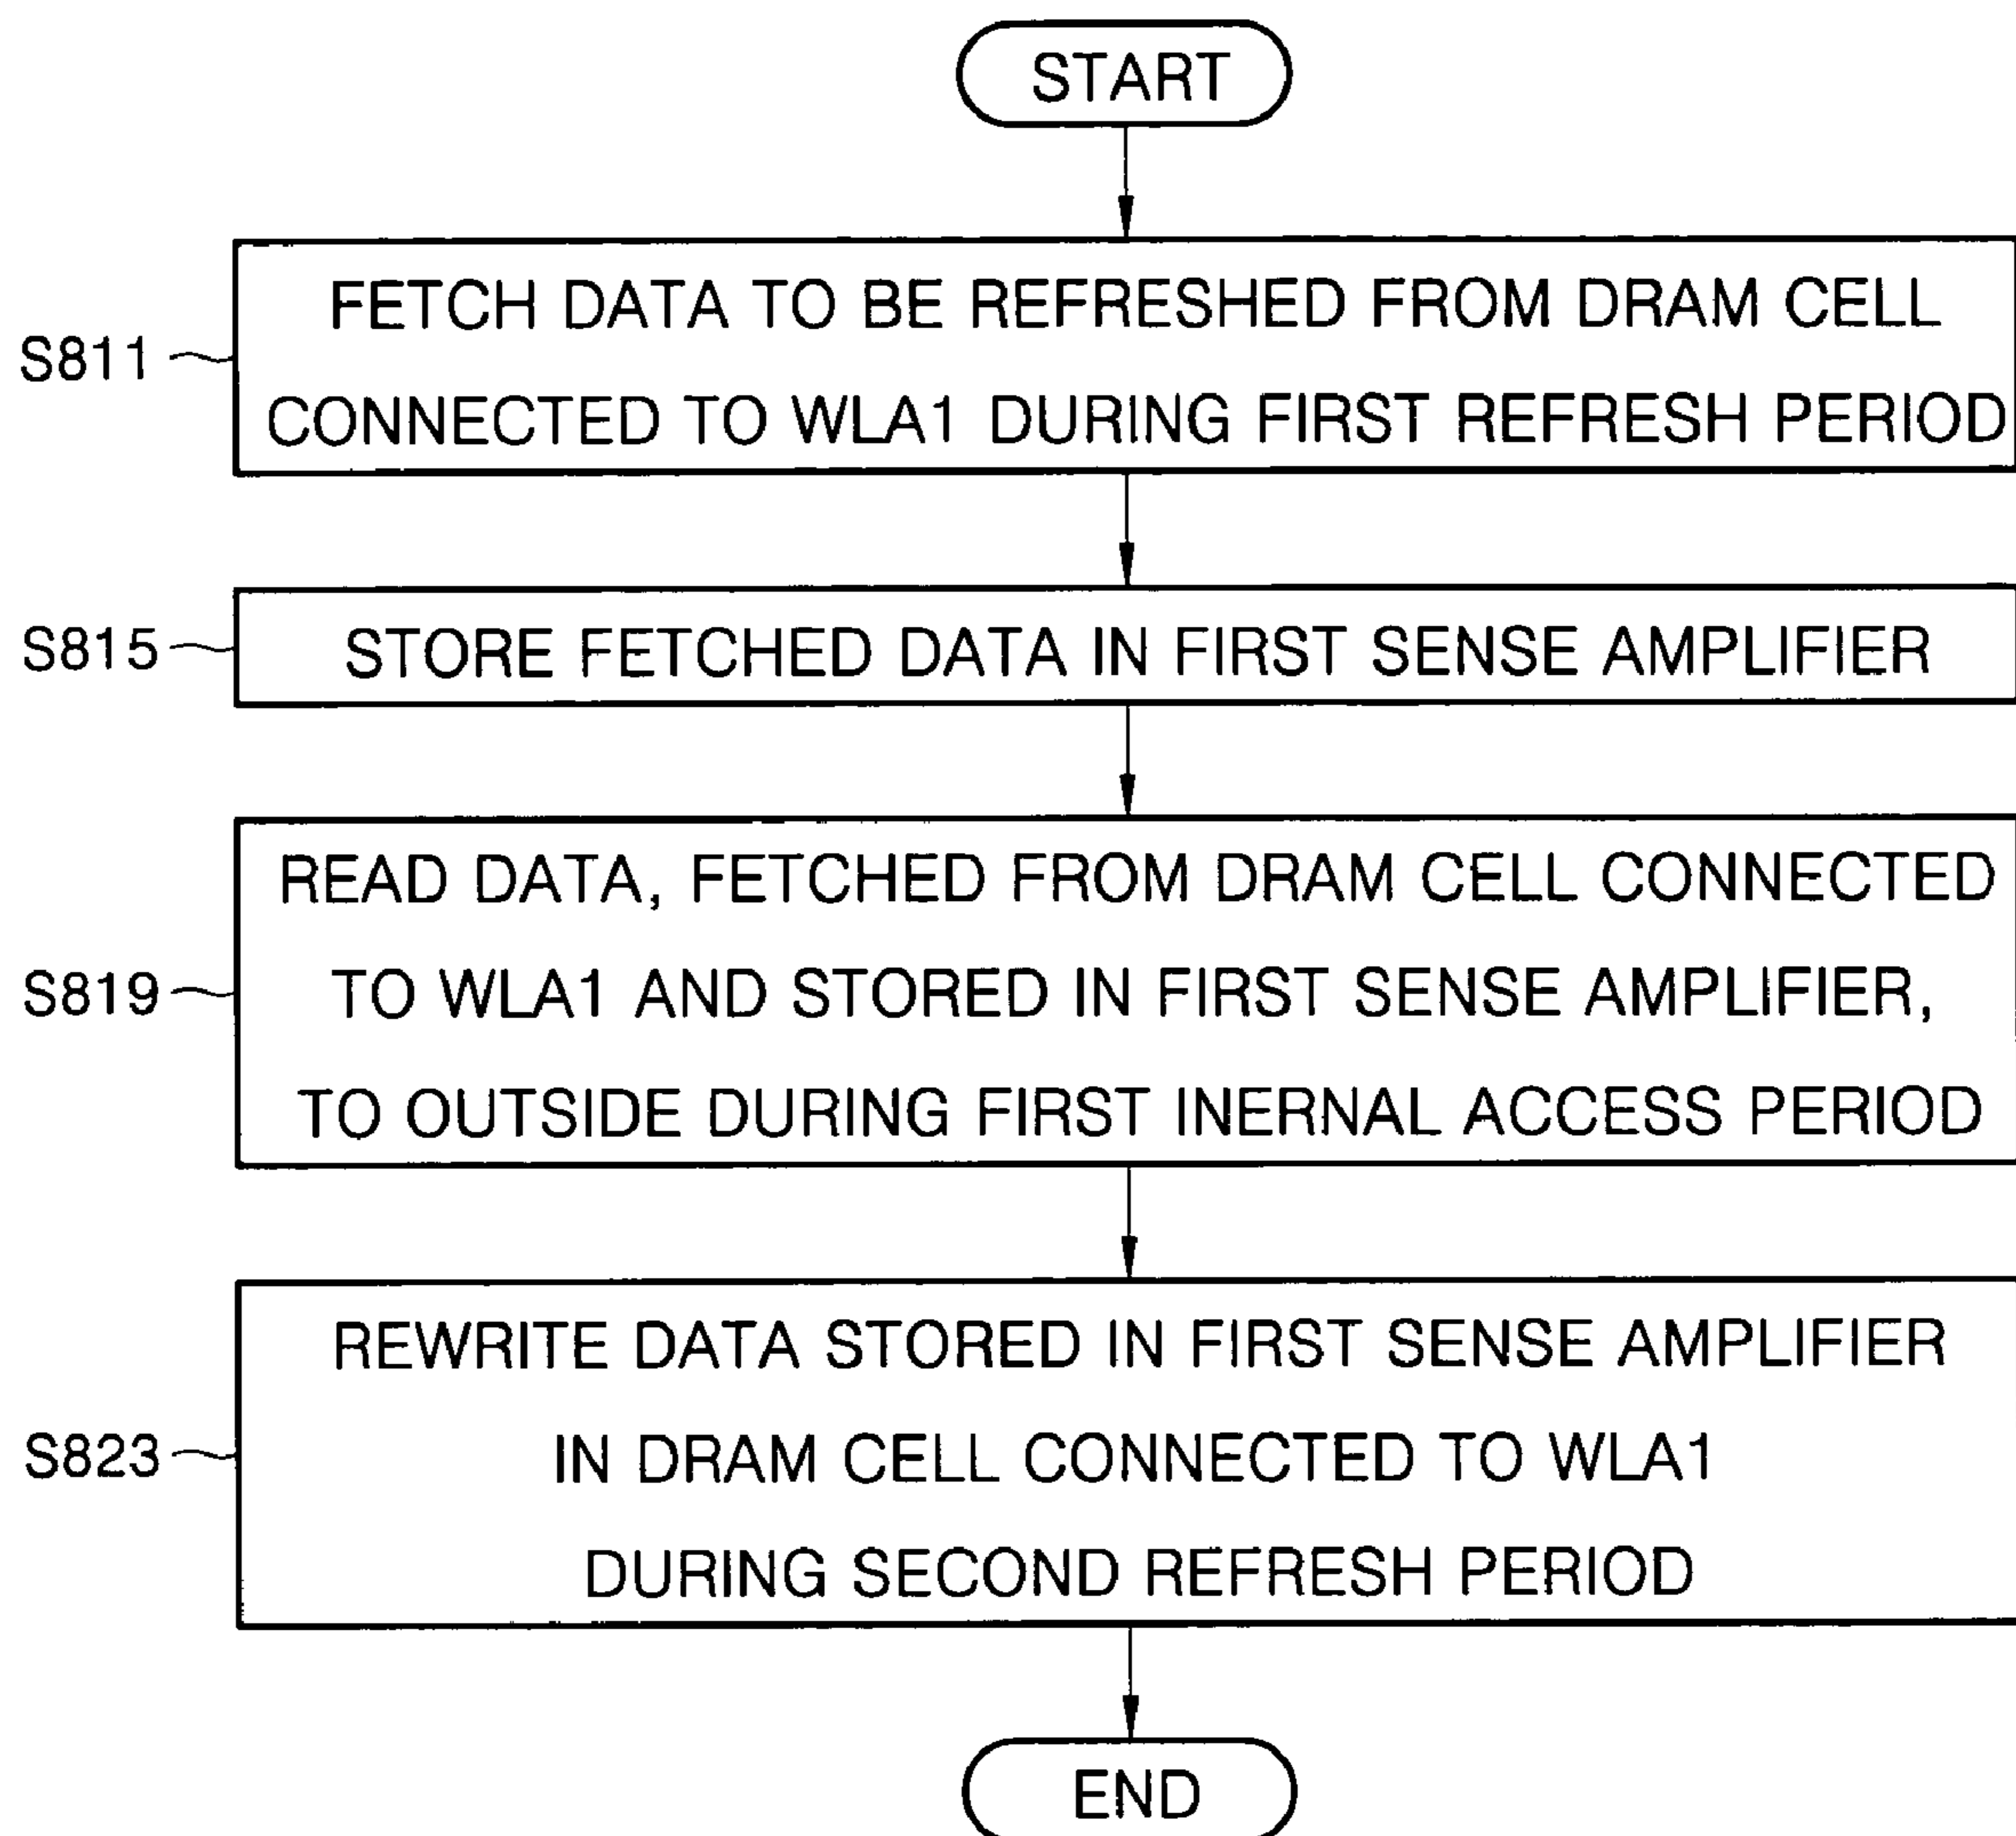 START
FETCH DATA TO BE REFRESHED FROM DRAM CELL
S811
CONNECTED TO WLA1 DURING FIRST REFRESH PERIOD
S815
STORE FETCHED DATA IN FIRST SENSE AMPLIFIER
READ DATA, FETCHED FROM DRAM CELL CONNECTED
S819
TO WLA1 AND STORED IN FIRST SENSE AMPLIFIER,
TO OUTSIDE DURING FIRST INERNAL ACCESS PERIOD
REWRITE DATA STORED IN FIRST SENSE AMPLIFIER
S823
IN DRAM CELL CONNECTED TO WLA1
DURING SECOND REFRESH PERIOD
END